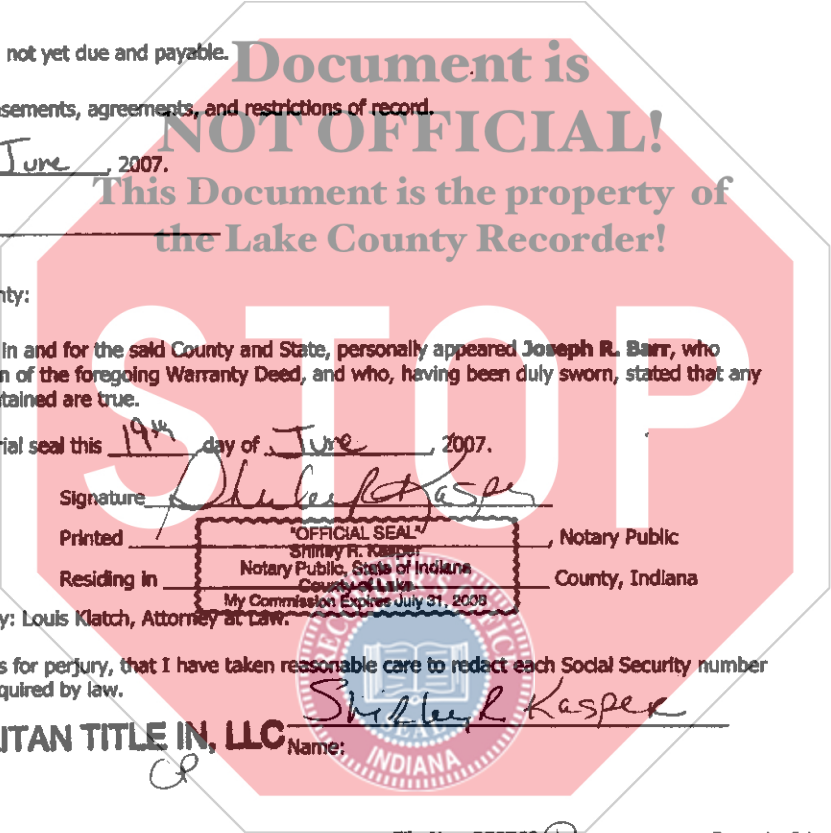 not yet due and payable.
Document is
sements, agreements, and restrictions of record.
NOT OFFICIAL!
June, 2007.
This Document is the property of
the Lake County Recorder!
nty:
STOP
in and for the said County and State, personally appeared Joseph R. Barr, who
n of the foregoing Warranty Deed, and who, having been duly sworn, stated that any
tained are true.
rial seal this 19th day of June, 2007.
Signature Shirley R Kasper
Printed , Notary Public
"OFFICIAL SEAL"
Shirley R. Kasper
Notary Public, State of Indiana
County of Lake
My Commission Expires July 31, 2008
Residing in County, Indiana
y: Louis Klatch, Attorney at Law.
s for perjury, that I have taken reasonable care to redact each Social Security number
quired by law.
Shirley R Kasper
ITAN TITLE IN, LLC Name:
CP
SEAL
INDIANA